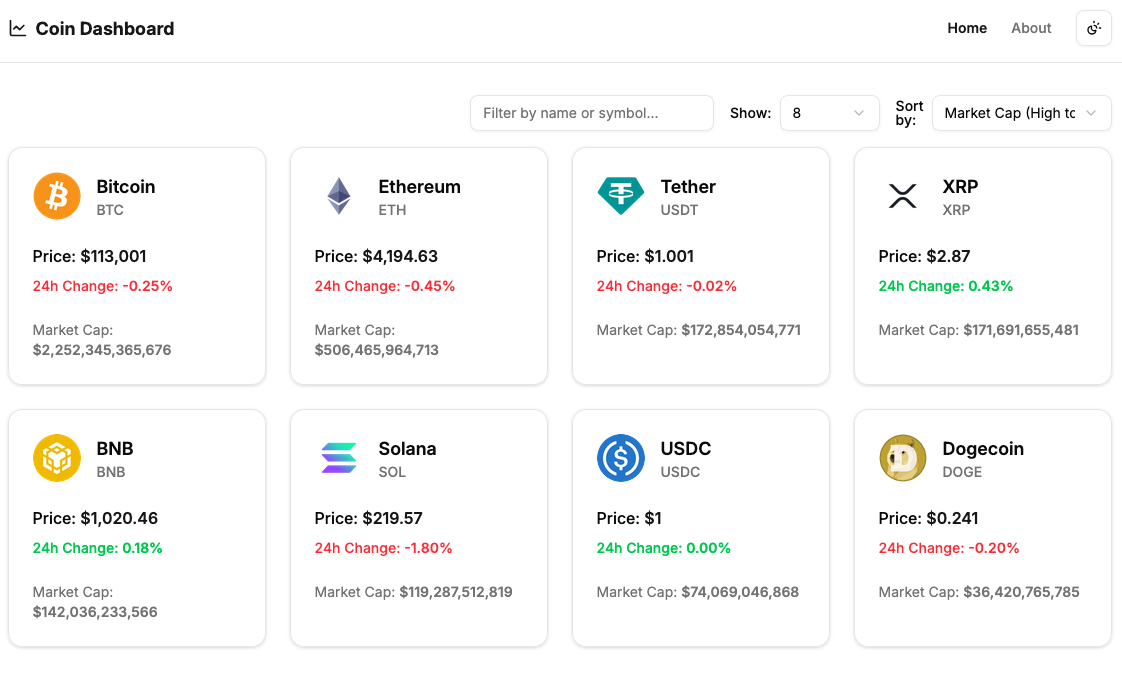 Coin Dashboard
Home
About
Filter by name or symbol...
Show:
8
Sort
by:
Market Cap (High to
Bitcoin
BTC
Price: $113,001
24h Change: -0.25%
Market Cap:
$2,252,345,365,676
Ethereum
ETH
Price: $4,194.63
24h Change: -0.45%
Market Cap:
$506,465,964,713
Tether
USDT
Price: $1.001
24h Change: -0.02%
Market Cap: $172,854,054,771
XRP
XRP
Price: $2.87
24h Change: 0.43%
Market Cap: $171,691,655,481
BNB
BNB
Price: $1,020.46
24h Change: 0.18%
Market Cap:
$142,036,233,566
Solana
SOL
Price: $219.57
24h Change: -1.80%
Market Cap: $119,287,512,819
USDC
USDC
Price: $1
24h Change: 0.00%
Market Cap: $74,069,046,868
Dogecoin
DOGE
Price: $0.241
24h Change: -0.20%
Market Cap: $36,420,765,785